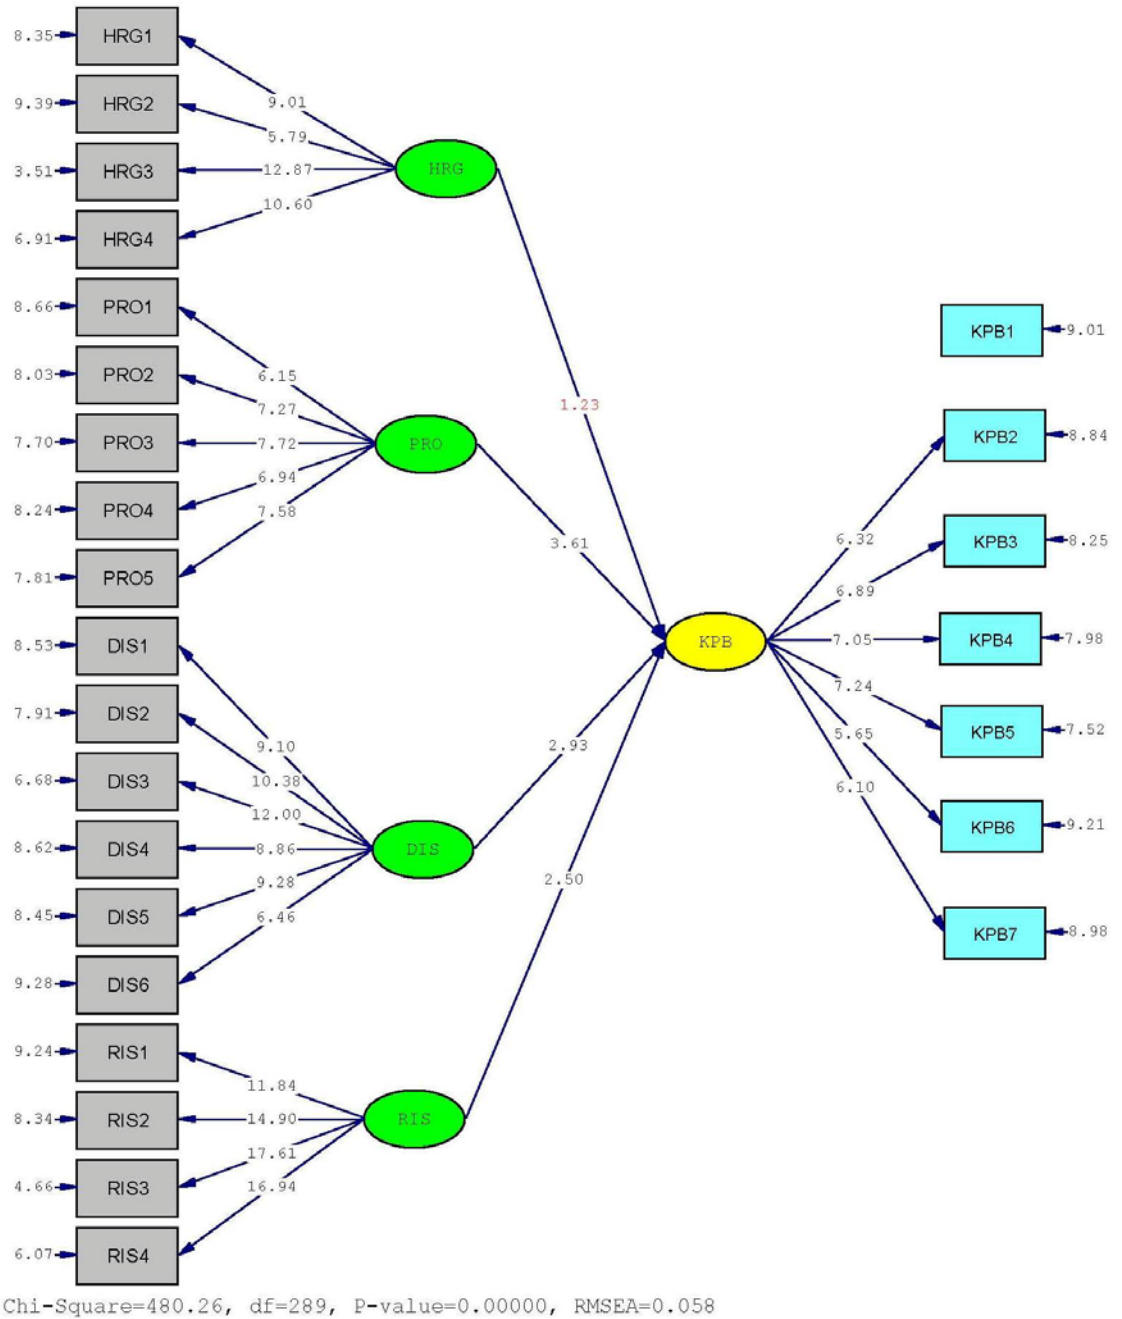 8.35 HRG1
9.39 HRG2
3.51 HRG3
6.91 HRG4
8.66 PRO1
8.03 PRO2
7.70 PRO3
8.24 PRO4
7.81 PRO5
8.53 DIS1
7.91 DIS2
6.68 DIS3
8.62 DIS4
8.45 DIS5
9.28 DIS6
9.24 RIS1
8.34 RIS2
4.66 RIS3
6.07 RIS4
9.01
5.79
12.87
10.60
HRG
6.15
7.27
7.72
6.94
7.58
PRO
9.10
10.38
12.00
8.86
9.28
6.46
DIS
11.84
14.90
17.61
16.94
RIS
1.23
3.61
2.93
2.50
KPB
6.32
6.89
7.05
7.24
5.65
6.10
KPB1 9.01
KPB2 8.84
KPB3 8.25
KPB4 7.98
KPB5 7.52
KPB6 9.21
KPB7 8.98
Chi-Square=480.26, df=289, P-value=0.00000, RMSEA=0.058